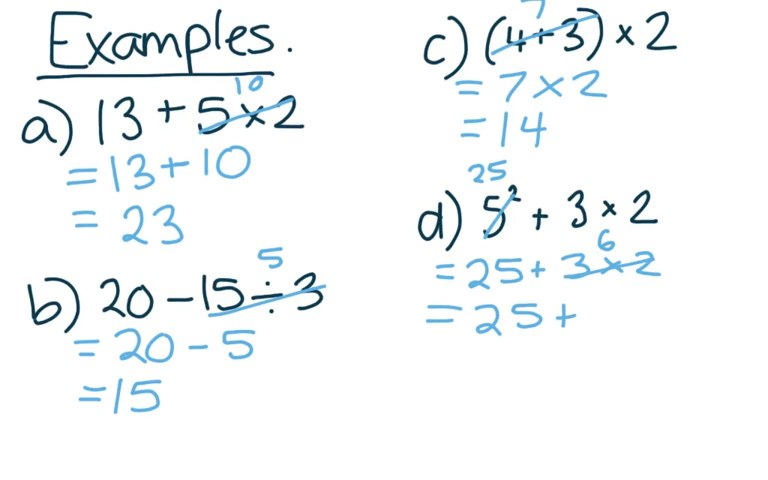 Examples.
10
a) 13 + 5 × 2
= 13 + 10
= 23
5
b) 20 - 15 ÷ 3
= 20 - 5
= 15
7
c) (4+3) × 2
= 7 × 2
= 14
25
d) 5² + 3 × 2
6
= 25 + 3 × 2
= 25 +